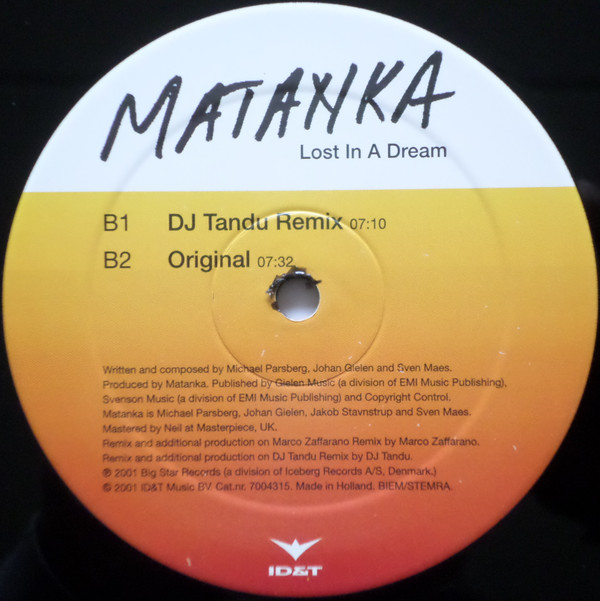 MATANKA
Lost In A Dream
B1 DJ Tandu Remix 07:10
B2 Original 07:32
Written and composed by Michael Parsberg, Johan Gielen and Sven Maes.
Produced by Matanka. Published by Gielen Music (a division of EMI Music Publishing),
Svenson Music (a division of EMI Music Publishing) and Copyright Control.
Matanka is Michael Parsberg, Johan Gielen, Jakob Stavnstrup and Sven Maes.
Mastered by Neil at Masterpiece, UK.
Remix and additional production on Marco Zaffarano Remix by Marco Zaffarano.
Remix and additional production on DJ Tandu Remix by DJ Tandu.
℗ 2001 Big Star Records (a division of Iceberg Records A/S, Denmark.)
© 2001 ID&T Music BV. Cat.nr. 7004315. Made in Holland. BIEM/STEMRA.
ID&T